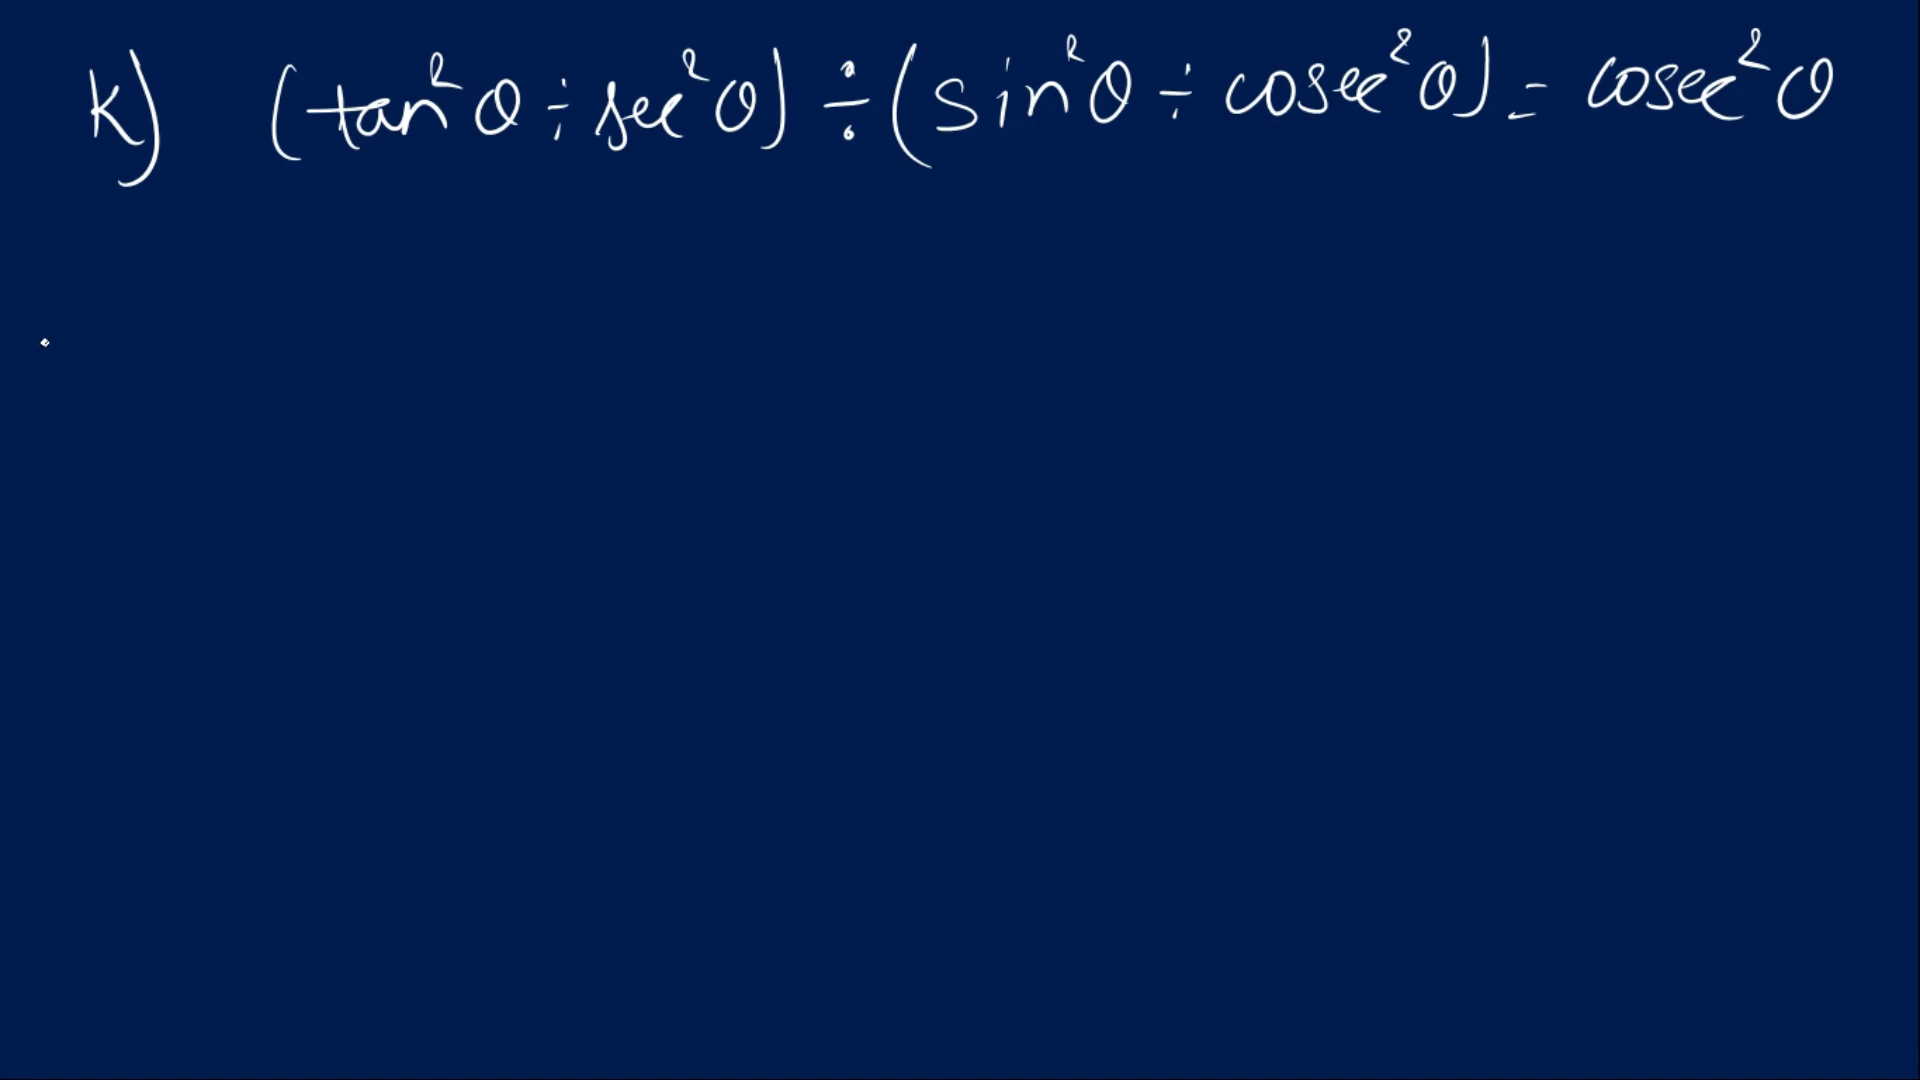 K) (tan²θ ÷ sec²θ) ÷ (sin²θ ÷ cosec²θ) = cosec²θ